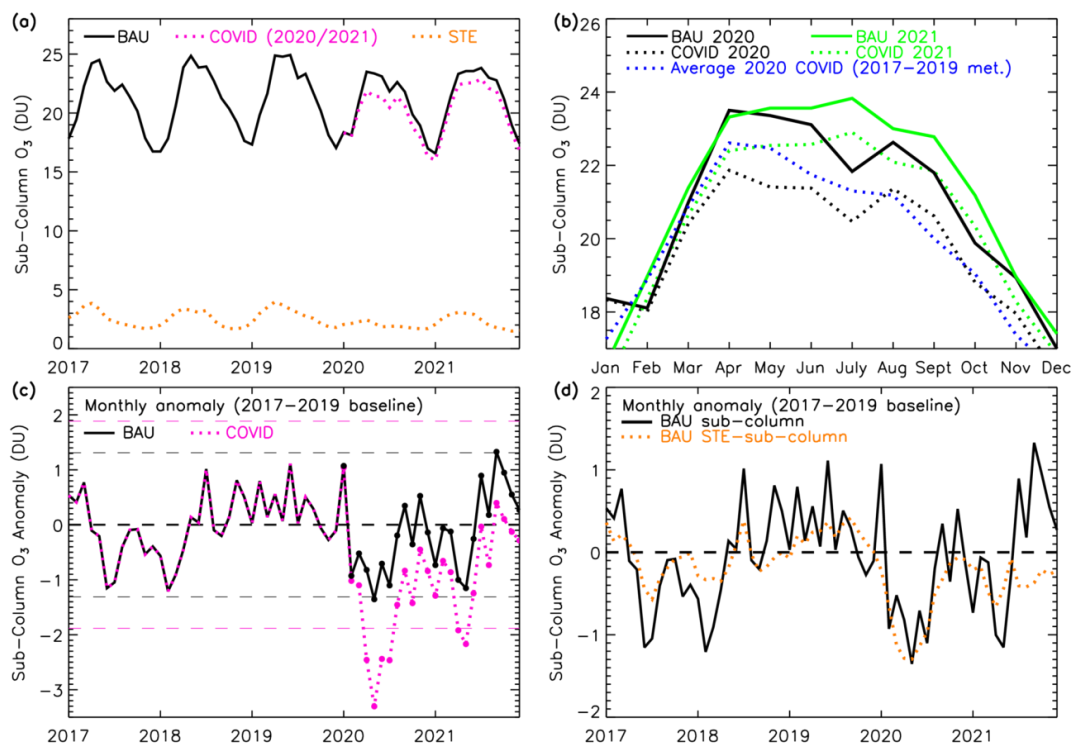 (a)
BAU COVID (2020/2021) STE
Sub-Column O3 (DU)
30
25
20
15
10
5
0
2017 2018 2019 2020 2021
(b)
BAU 2020 BAU 2021
COVID 2020 COVID 2021
Average 2020 COVID (2017-2019 met.)
Sub-Column O3 (DU)
26
24
22
20
18
Jan Feb Mar Apr May Jun July Aug Sept Oct Nov Dec
(c)
Monthly anomaly (2017-2019 baseline)
BAU COVID
Sub-Column O3 Anomaly (DU)
2
1
0
-1
-2
-3
2017 2018 2019 2020 2021
(d)
Monthly anomaly (2017-2019 baseline)
BAU sub-column
BAU STE-sub-column
Sub-Column O3 Anomaly (DU)
2
1
0
-1
-2
2017 2018 2019 2020 2021